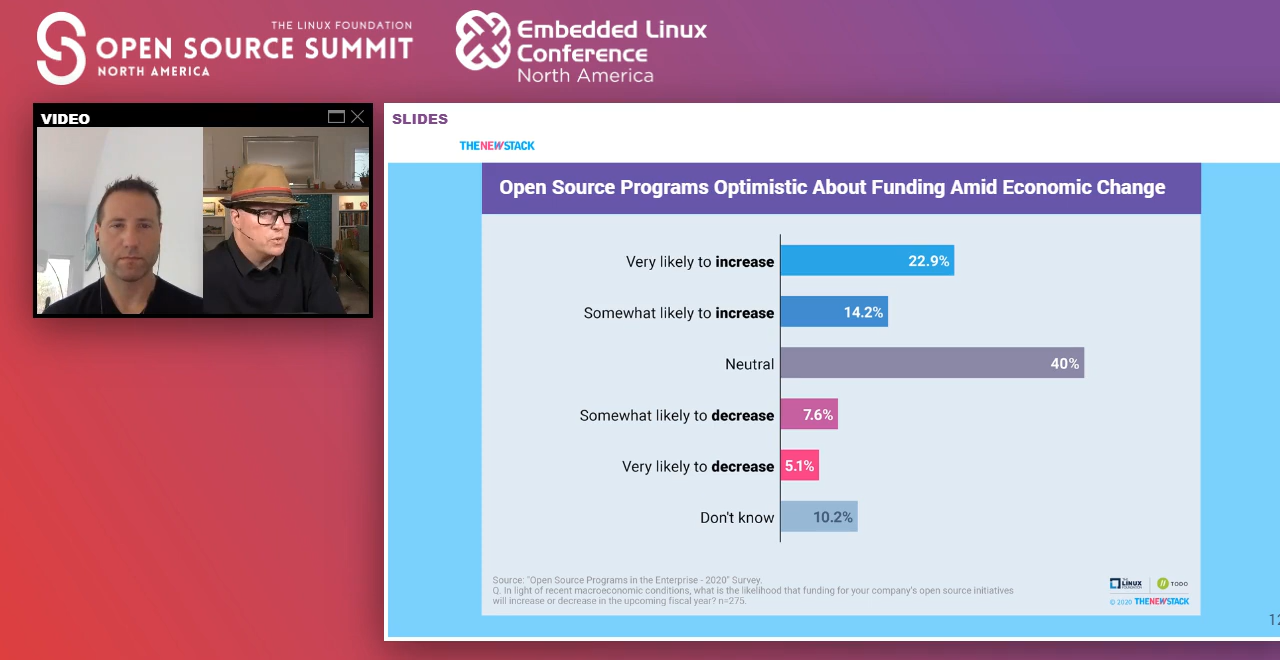 THE LINUX FOUNDATION
OPEN SOURCE SUMMIT
NORTH AMERICA
Embedded Linux
Conference
North America
VIDEO
SLIDES
THENEWSTACK
Open Source Programs Optimistic About Funding Amid Economic Change
Very likely to increase 22.9%
Somewhat likely to increase 14.2%
Neutral 40%
Somewhat likely to decrease 7.6%
Very likely to decrease 5.1%
Don't know 10.2%
Source: "Open Source Programs in the Enterprise - 2020" Survey.
Q. In light of recent macroeconomic conditions, what is the likelihood that funding for your company's open source initiatives
will increase or decrease in the upcoming fiscal year? n=275.
THE LINUX FOUNDATION TODO
© 2020 THENEWSTACK